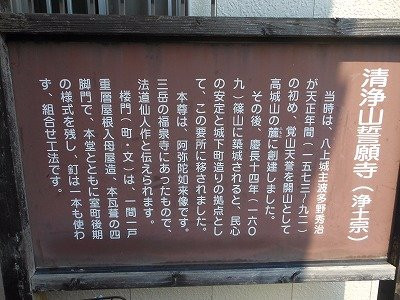 清浄山誓願寺（浄土宗）
当時は、八上城主波多野秀治
が天正年間（一五七三～九二）
の初め、覚山天誉を開山として
高城山の麓に創建しました。
その後、慶長十四年（一六〇
九）篠山に築城されると、民心
の安定と城下町造りの拠点とし
て、この要所に移されました。
本尊は、阿弥陀如来像です。
三岳の福泉寺にあったもので、
法道仙人作と伝えられます。
楼門（町・文）は、一間一戸
重層屋根入母屋造、本瓦葺の四
脚門で、本堂とともに室町後期
の様式を残し、釘は一本も使わ
ず、組合せ工法です。